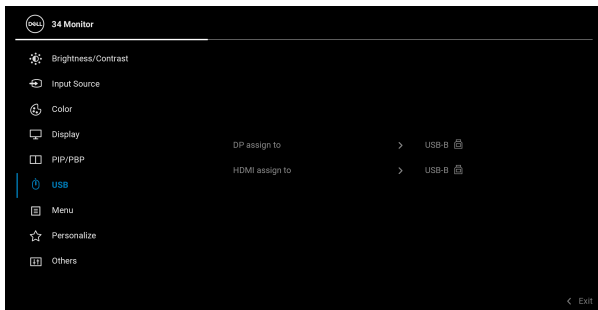 DELL 34 Monitor
Brightness/Contrast
Input Source
Color
Display
DP assign to USB-B
PIP/PBP
HDMI assign to USB-B
USB
Menu
Personalize
Others
Exit